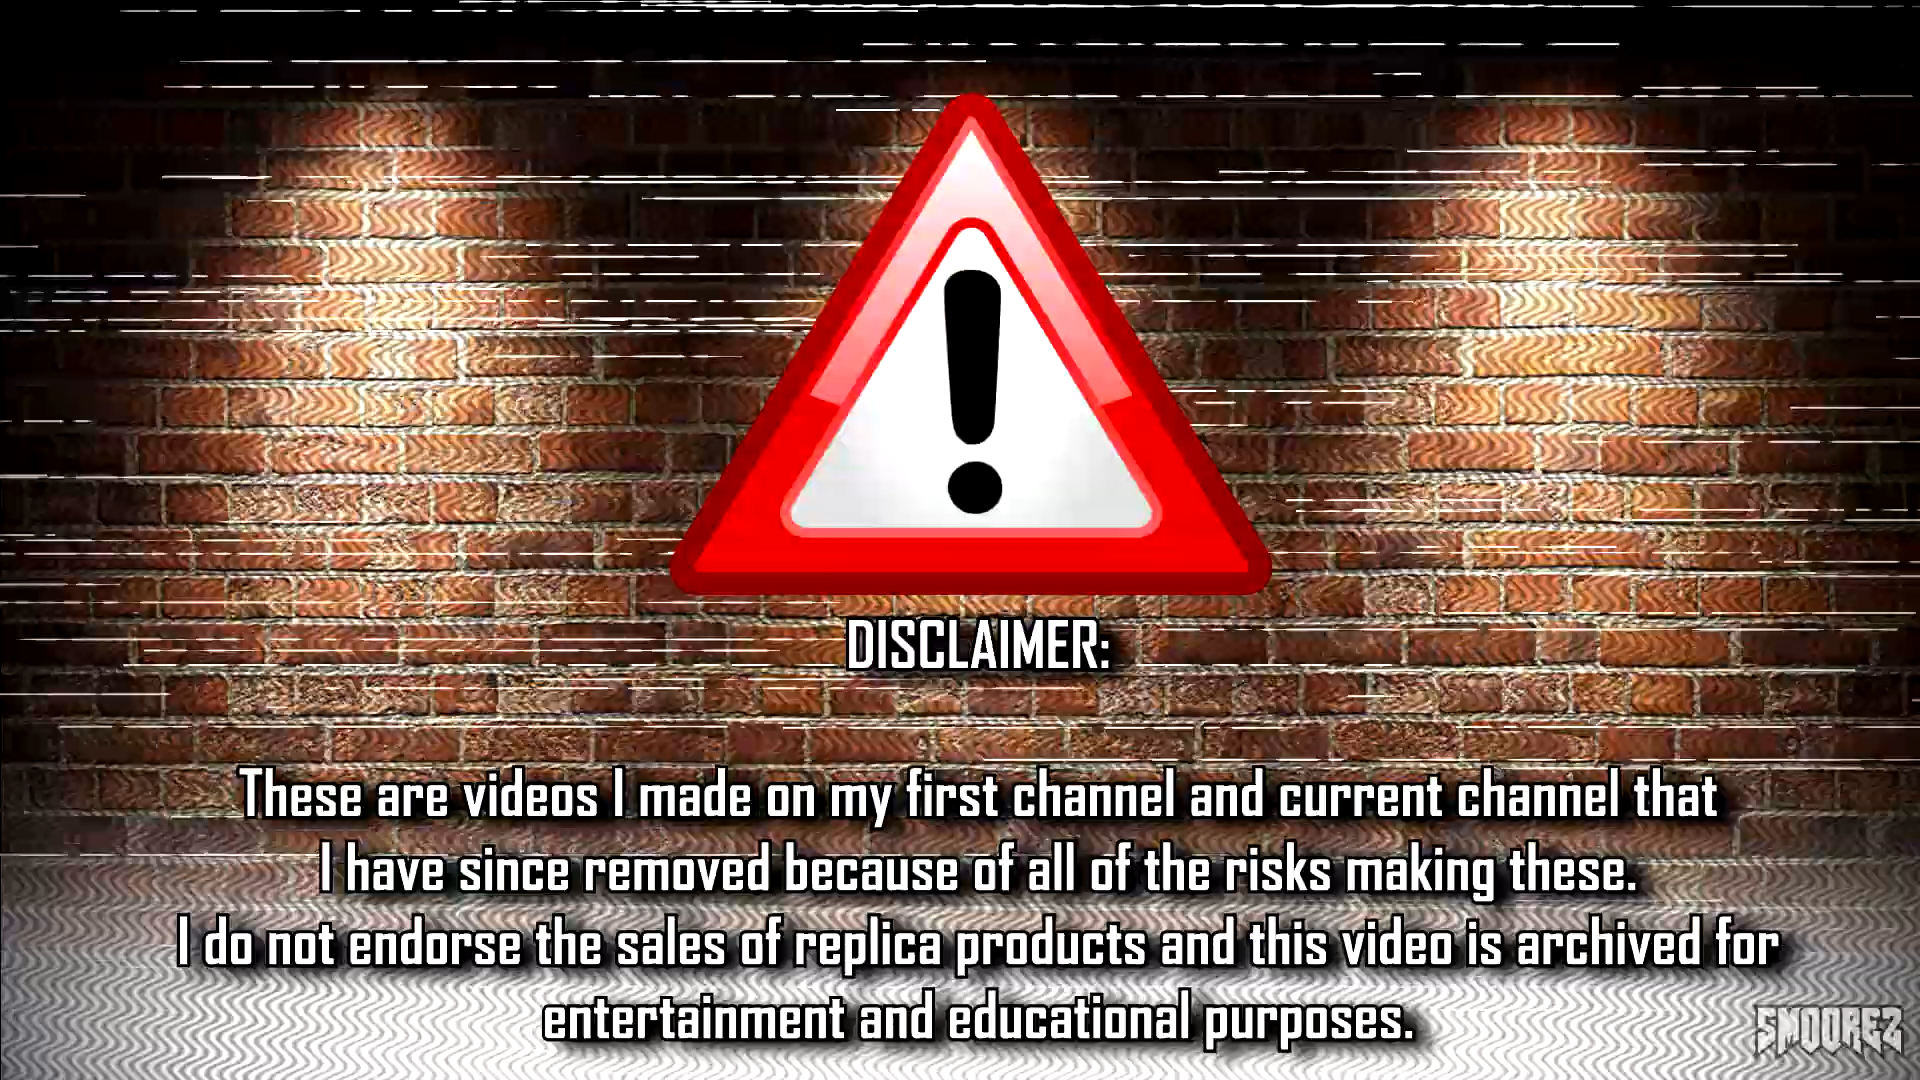 DISCLAIMER:
These are videos I made on my first channel and current channel that
I have since removed because of all of the risks making these.
I do not endorse the sales of replica products and this video is archived for
entertainment and educational purposes.
SMOOREZ